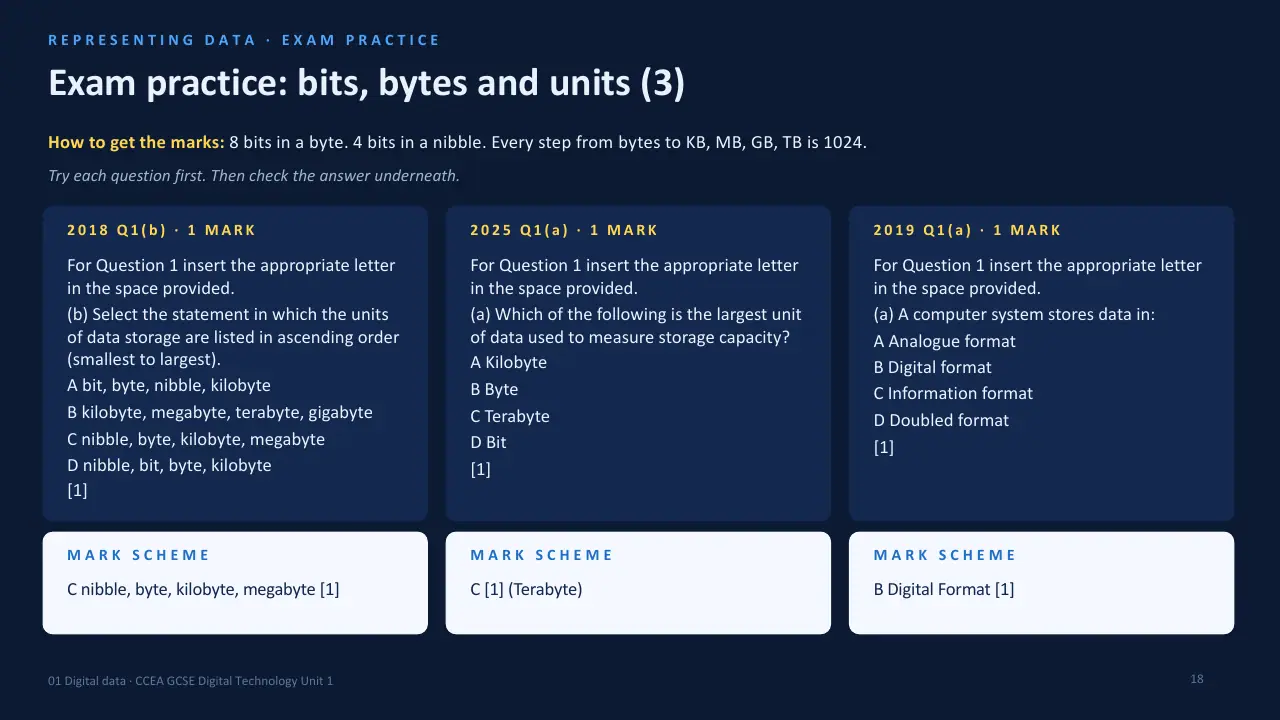 REPRESENTING DATA · EXAM PRACTICE
Exam practice: bits, bytes and units (3)
How to get the marks: 8 bits in a byte. 4 bits in a nibble. Every step from bytes to KB, MB, GB, TB is 1024.
Try each question first. Then check the answer underneath.
2018 Q1(b) · 1 MARK
For Question 1 insert the appropriate letter
in the space provided.
(b) Select the statement in which the units
of data storage are listed in ascending order
(smallest to largest).
A bit, byte, nibble, kilobyte
B kilobyte, megabyte, terabyte, gigabyte
C nibble, byte, kilobyte, megabyte
D nibble, bit, byte, kilobyte
[1]
MARK SCHEME
C nibble, byte, kilobyte, megabyte [1]
2025 Q1(a) · 1 MARK
For Question 1 insert the appropriate letter
in the space provided.
(a) Which of the following is the largest unit
of data used to measure storage capacity?
A Kilobyte
B Byte
C Terabyte
D Bit
[1]
MARK SCHEME
C [1] (Terabyte)
2019 Q1(a) · 1 MARK
For Question 1 insert the appropriate letter
in the space provided.
(a) A computer system stores data in:
A Analogue format
B Digital format
C Information format
D Doubled format
[1]
MARK SCHEME
B Digital Format [1]
01 Digital data · CCEA GCSE Digital Technology Unit 1
18